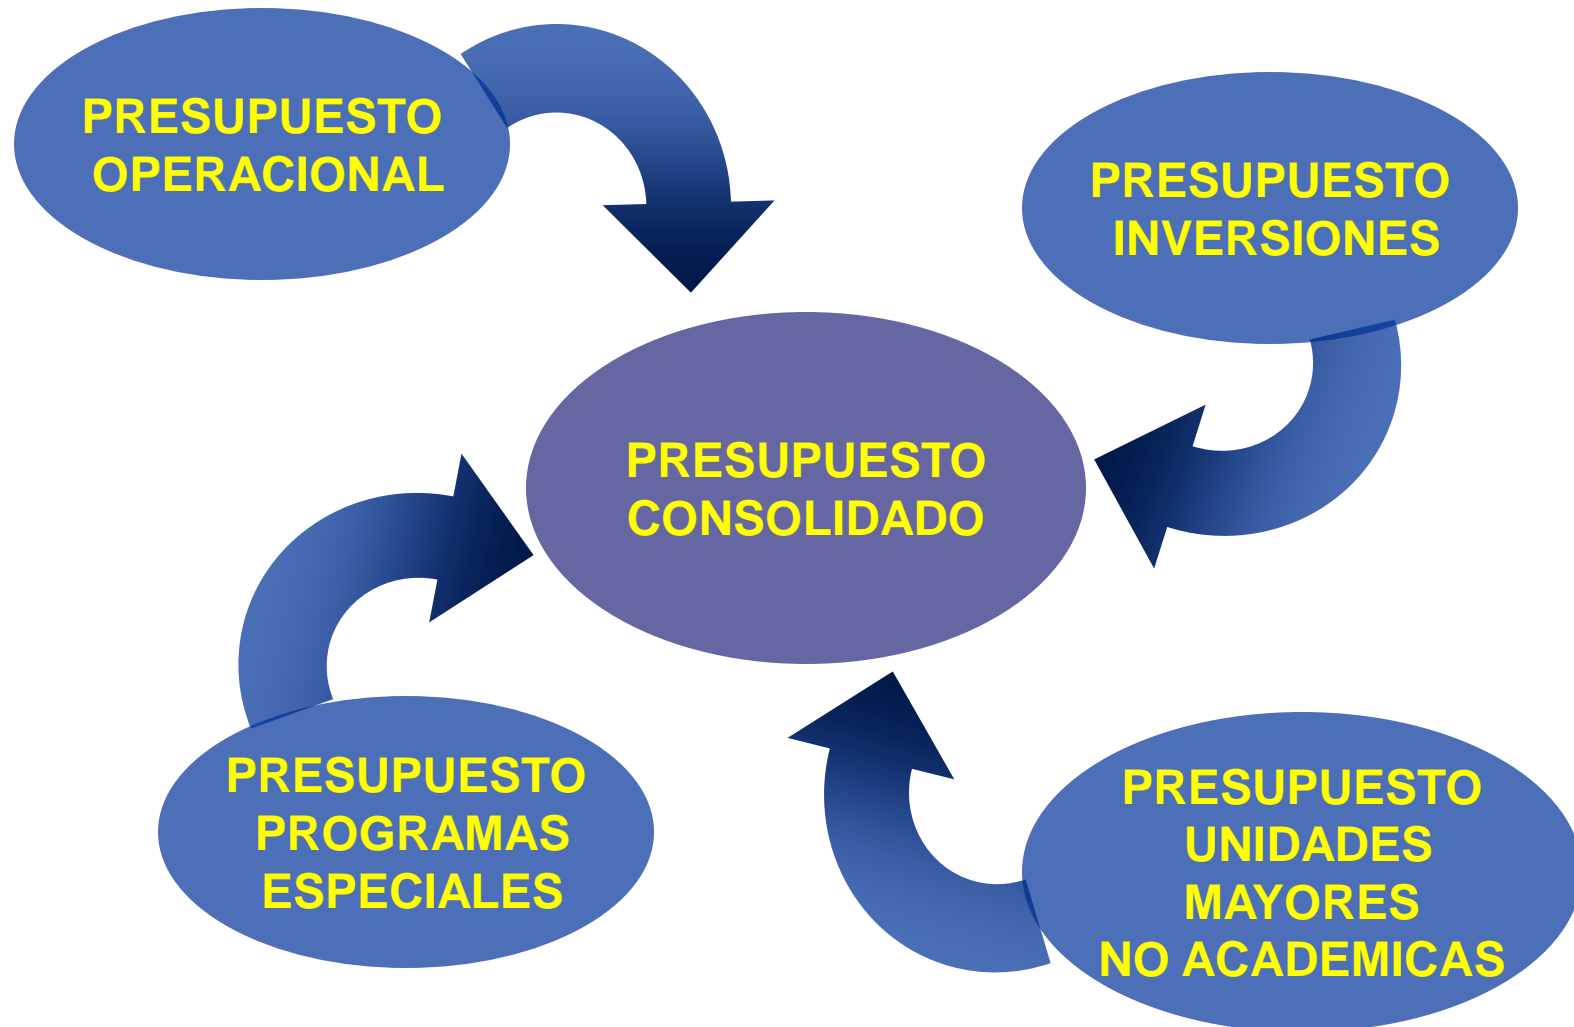 PRESUPUESTO
OPERACIONAL
PRESUPUESTO
INVERSIONES
PRESUPUESTO
CONSOLIDADO
PRESUPUESTO
PROGRAMAS
ESPECIALES
PRESUPUESTO
UNIDADES
MAYORES
NO ACADEMICAS